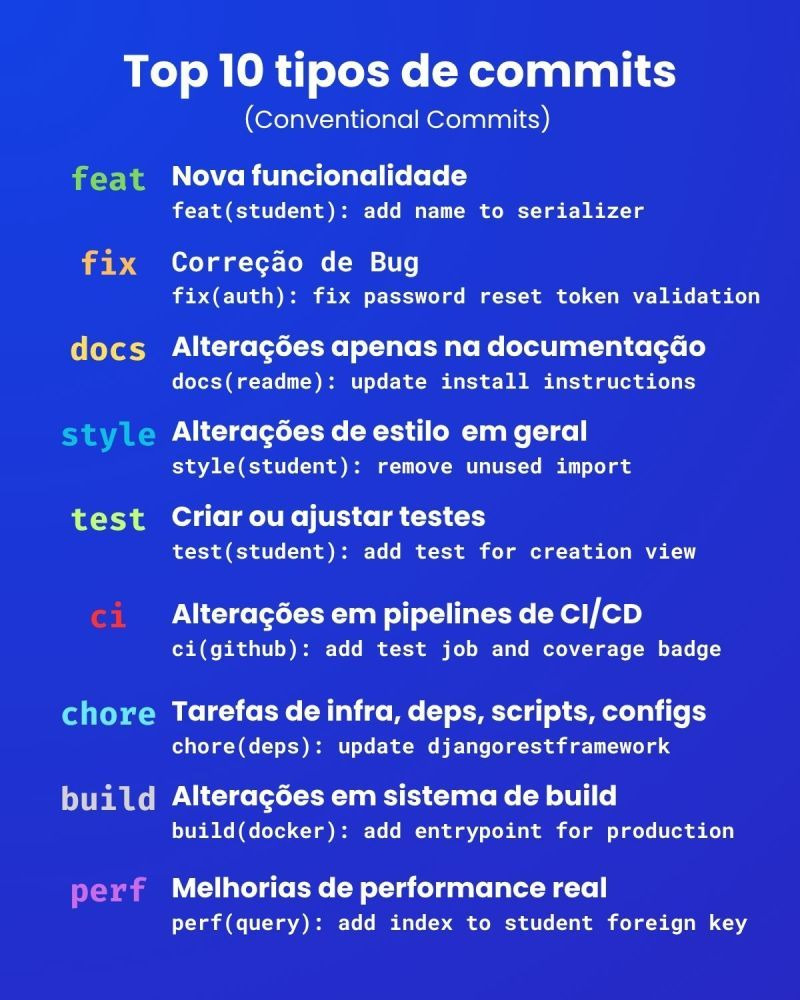 Top 10 tipos de commits
(Conventional Commits)
feat Nova funcionalidade
feat(student): add name to serializer
fix Correção de Bug
fix(auth): fix password reset token validation
docs Alterações apenas na documentação
docs(readme): update install instructions
style Alterações de estilo em geral
style(student): remove unused import
test Criar ou ajustar testes
test(student): add test for creation view
ci Alterações em pipelines de CI/CD
ci(github): add test job and coverage badge
chore Tarefas de infra, deps, scripts, configs
chore(deps): update djangorestframework
build Alterações em sistema de build
build(docker): add entrypoint for production
perf Melhorias de performance real
perf(query): add index to student foreign key